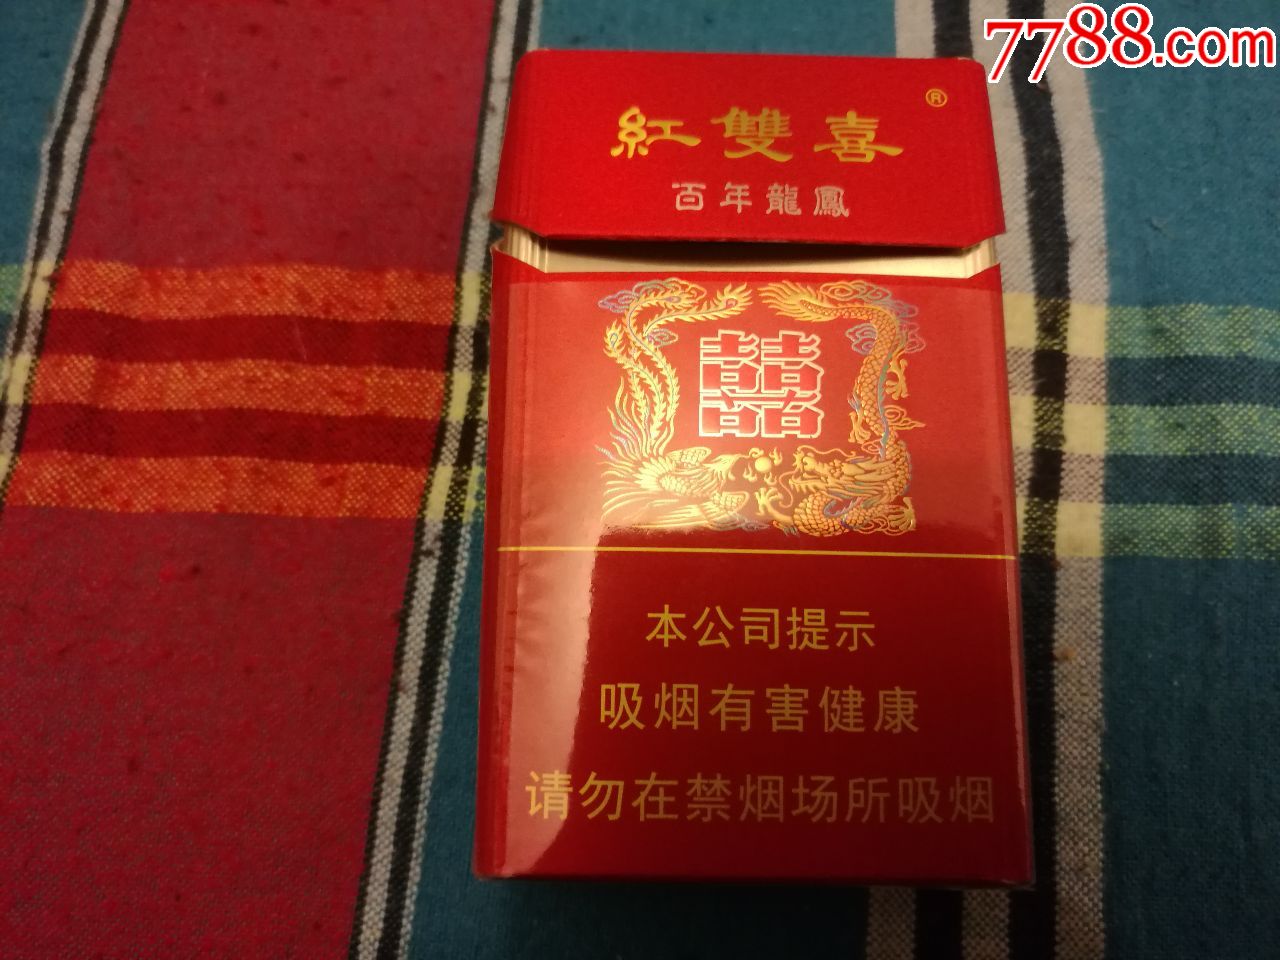 7788.com
紅雙喜®
百年龍鳳
囍
本公司提示
吸烟有害健康
请勿在禁烟场所吸烟